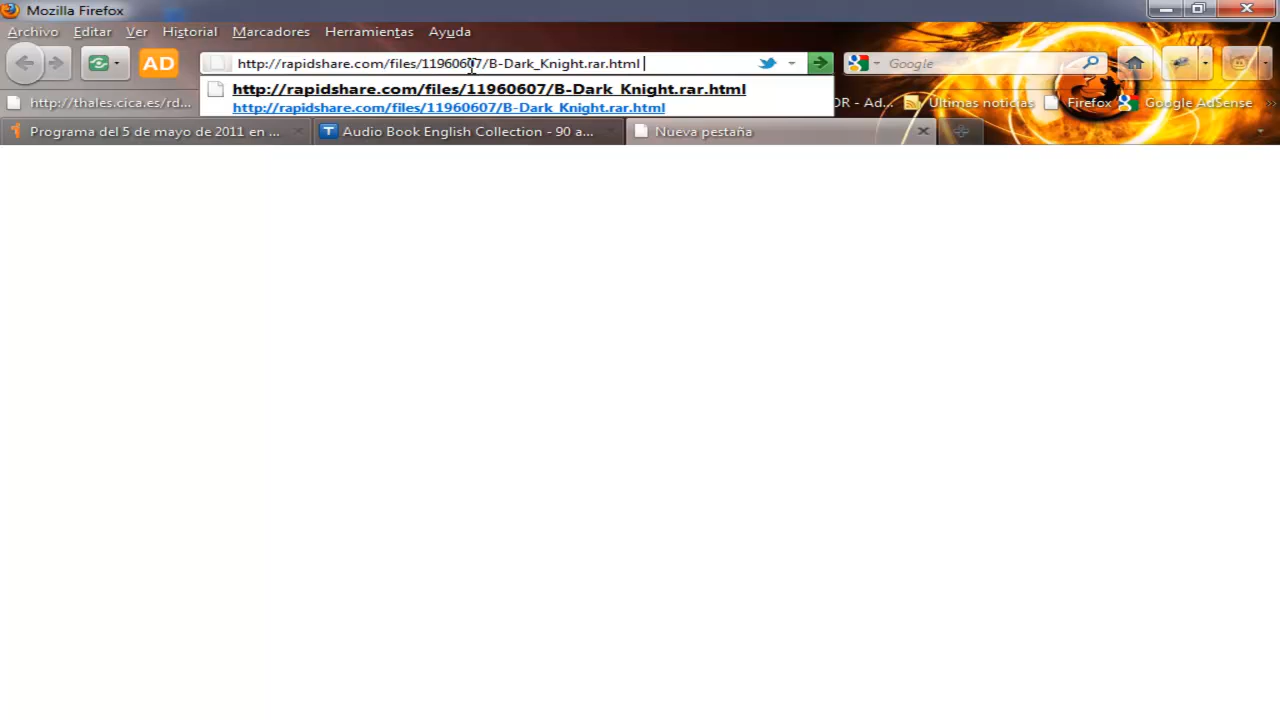 Mozilla Firefox
Archivo Editar Ver Historial Marcadores Herramientas Ayuda
AD http://rapidshare.com/files/11960607/B-Dark_Knight.rar.html Google
http://rapidshare.com/files/11960607/B-Dark_Knight.rar.html
http://thales.cica.es/rd... http://rapidshare.com/files/11960607/B-Dark_Knight.rar.html OR - Ad... Últimas noticias Firefox Google AdSense
Programa del 5 de mayo de 2011 en ... Audio Book English Collection - 90 a... Nueva pestaña